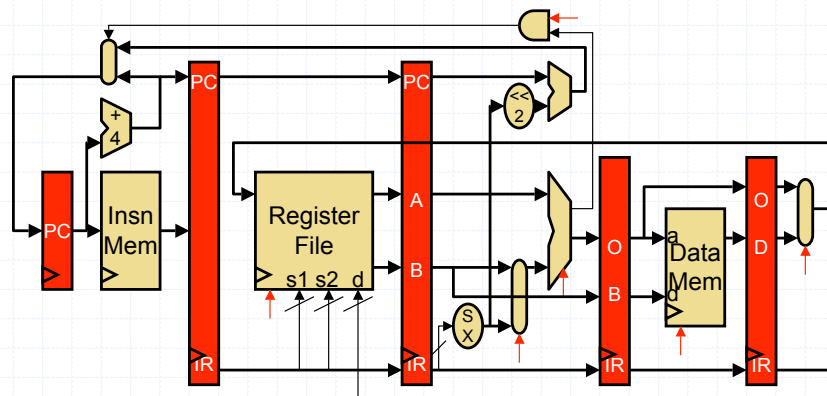 +
4
PC
PC
<<
2
PC
Insn
Mem
Register
File
s1 s2 d
A
B
S
X
O
B
a
Data
Mem
d
O
D
IR
IR
IR
IR